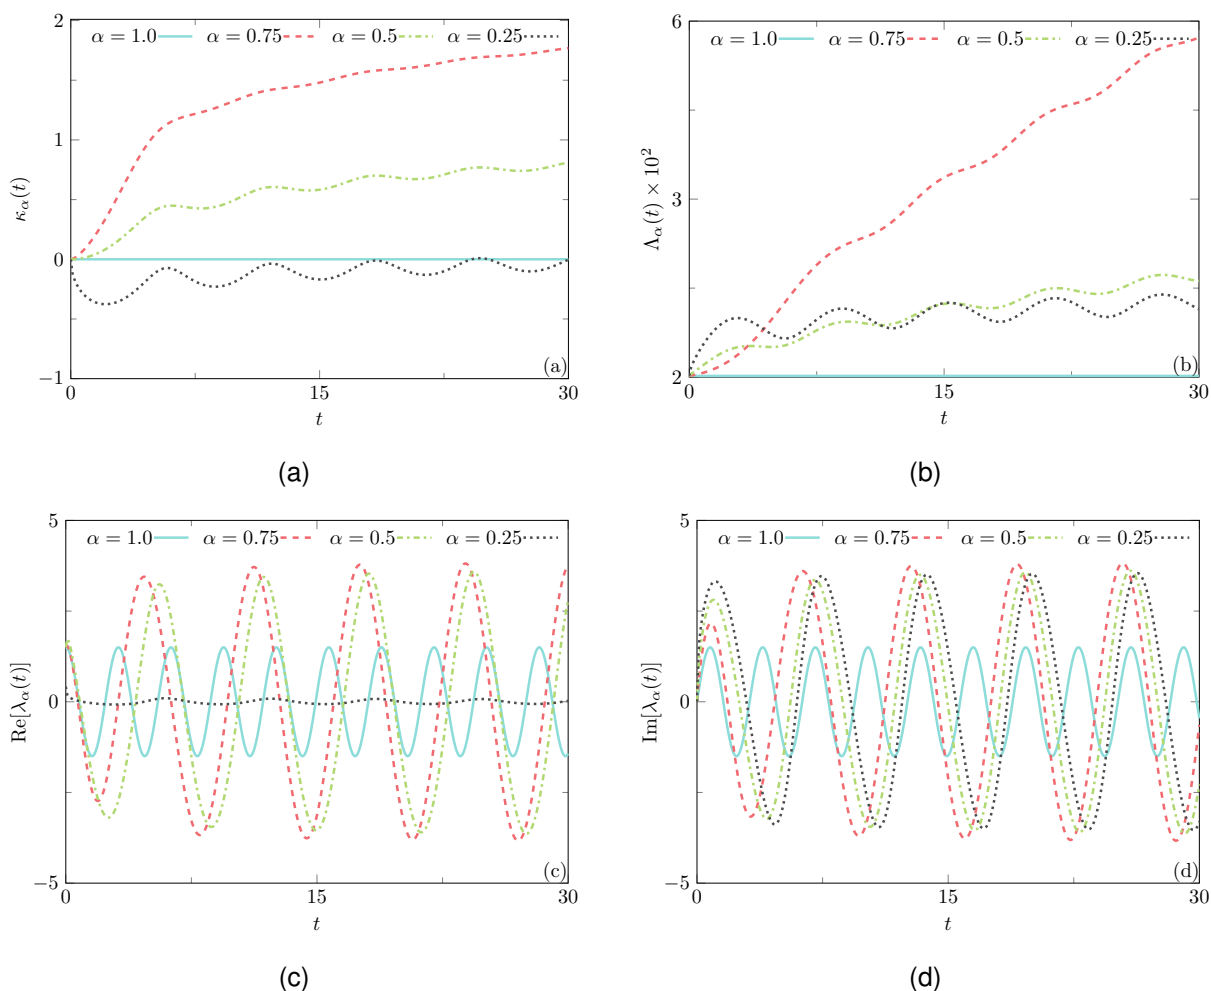 2
α = 1.0 α = 0.75 α = 0.5 α = 0.25
1
κα(t)
0
(a)
−1
0 15 30
t
(a)
6
α = 1.0 α = 0.75 α = 0.5 α = 0.25
Λα(t) × 10²
2
(b)
0 15 30
t
(b)
5
α = 1.0 α = 0.75 α = 0.5 α = 0.25
Re[λα(t)]
0
(c)
−5
0 15 30
t
(c)
5
α = 1.0 α = 0.75 α = 0.5 α = 0.25
Im[λα(t)]
0
(d)
−5
0 15 30
t
(d)